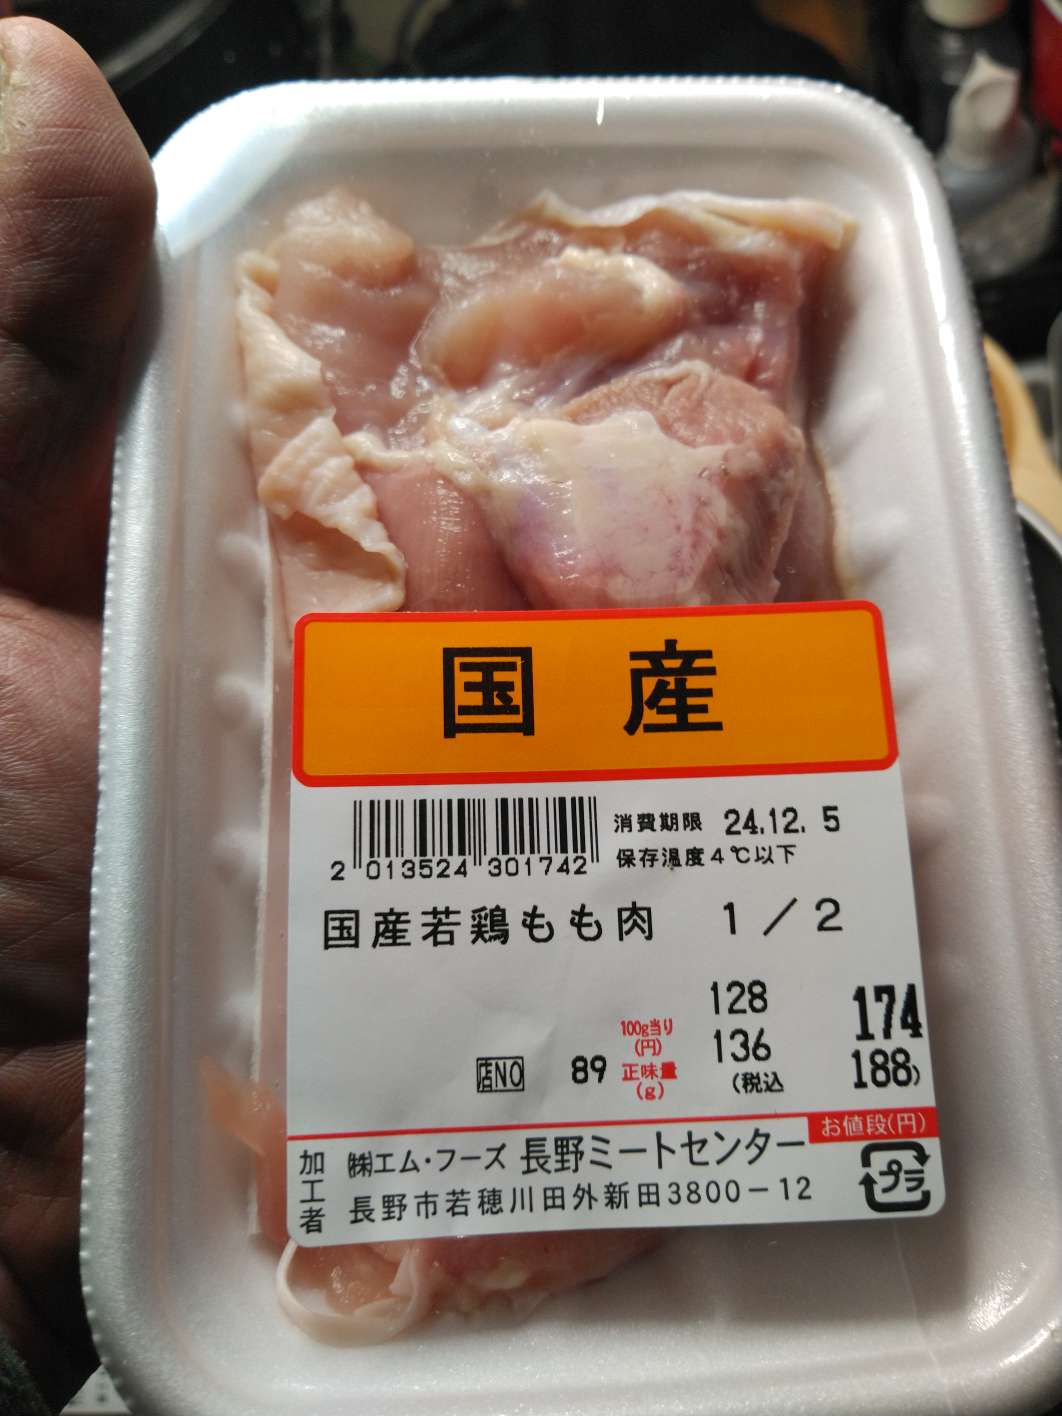 国産
消費期限 24.12. 5
保存温度4℃以下
2 013524 301742
国産若鶏もも肉 1/2
128 174
100g当り(円)
136 188)
店NO 89 正味量(g) (税込
お値段(円)
加工者 ㈱エム・フーズ 長野ミートセンター
長野市若穂川田外新田3800-12
プラ